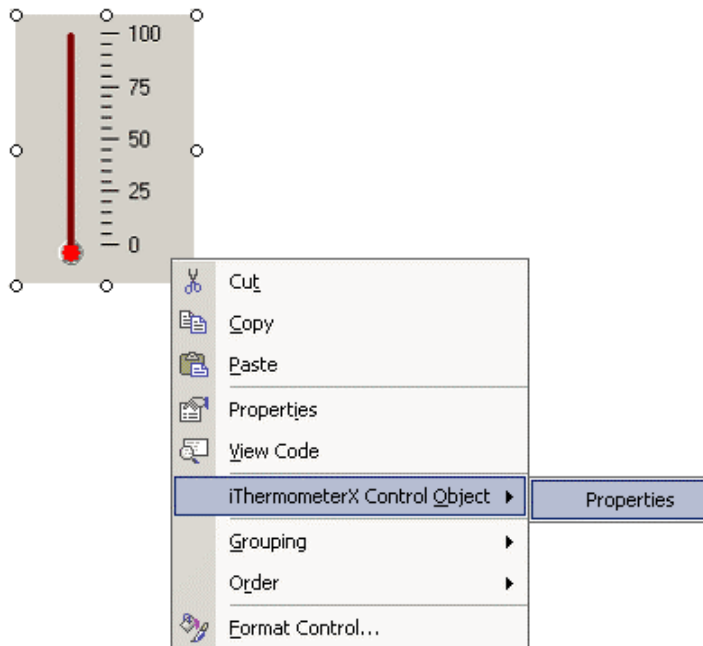 100
75
50
25
0
Cut
Copy
Paste
Properties
View Code
iThermometerX Control Object
Properties
Grouping
Order
Format Control...